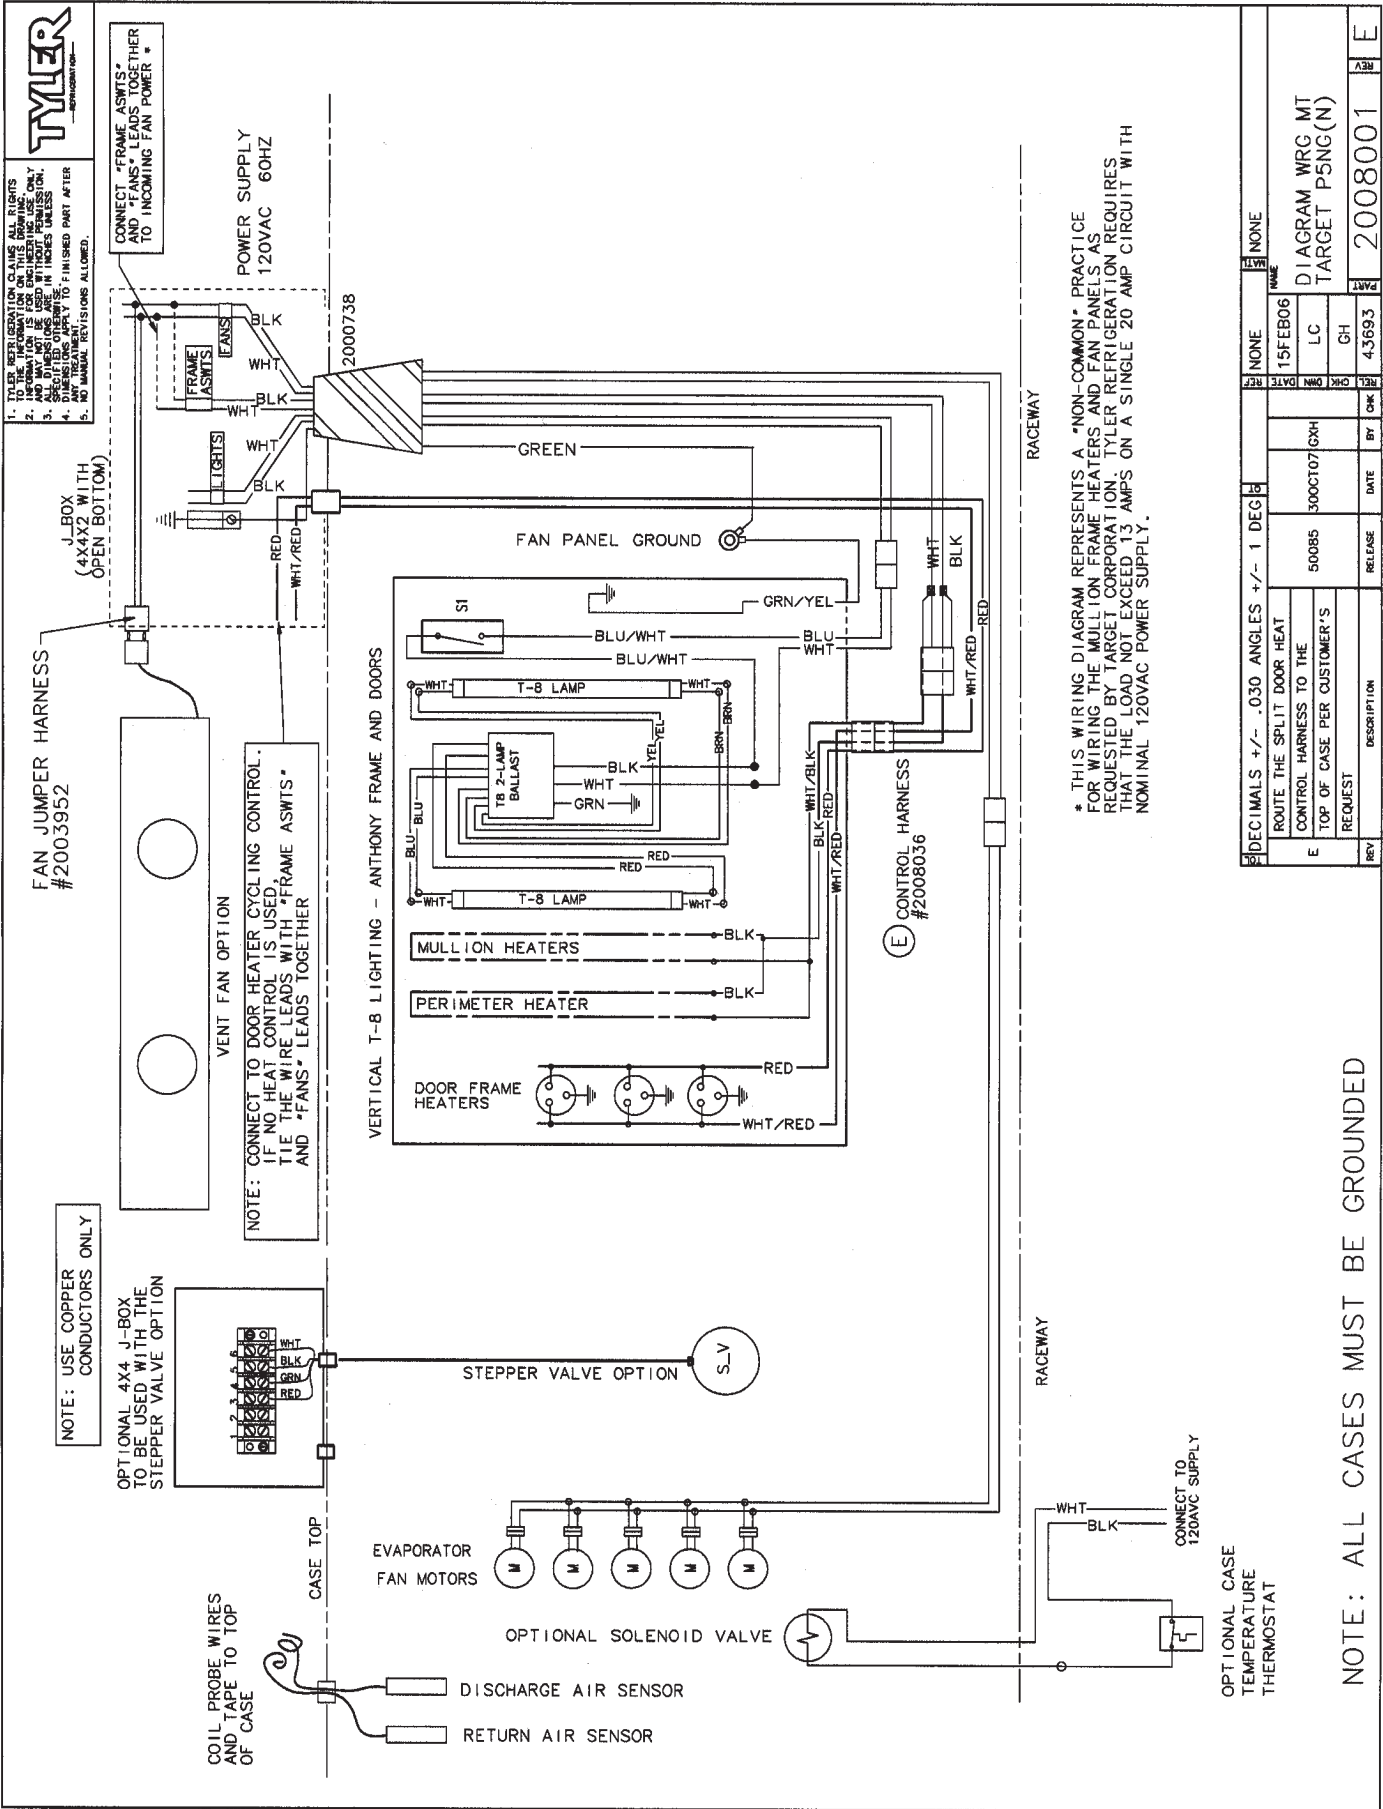 1. TYLER REFRIGERATION CLAIMS ALL RIGHTS
TO THE INFORMATION ON THIS DRAWING.
2. INFORMATION IS FOR ENGINEERING USE ONLY
AND MAY NOT BE USED WITHOUT PERMISSION.
3. ALL DIMENSIONS ARE IN INCHES UNLESS
SPECIFIED OTHERWISE.
4. DIMENSIONS APPLY TO FINISHED PART AFTER
ANY TREATMENT.
5. NO MANUAL REVISIONS ALLOWED.
TYLER
REFRIGERATION
CONNECT "FRAME ASWTS"
AND "FANS" LEADS TOGETHER
TO INCOMING FAN POWER *
POWER SUPPLY
120VAC 60HZ
J_BOX
(4X4X2 WITH
OPEN BOTTOM)
FAN JUMPER HARNESS
#2003952
VENT FAN OPTION
NOTE: CONNECT TO DOOR HEATER CYCLING CONTROL.
IF NO HEAT CONTROL IS USED,
TIE THE WIRE LEADS WITH "FRAME ASWTS"
AND "FANS" LEADS TOGETHER
NOTE: USE COPPER
CONDUCTORS ONLY
OPTIONAL 4X4 J-BOX
TO BE USED WITH THE
STEPPER VALVE OPTION
1 2 3 4 5 6
WHT
BLK
GRN
RED
COIL PROBE WIRES
AND TAPE TO TOP
OF CASE
CASE TOP
LIGHTS
FRAME
ASWTS
FANS
BLK
WHT
BLK
WHT
WHT
BLK
RED
WHT/RED
2000738
GREEN
FAN PANEL GROUND
VERTICAL T-8 LIGHTING - ANTHONY FRAME AND DOORS
S1
GRN/YEL
BLU/WHT
BLU
WHT
BLU/WHT
WHT
T-8 LAMP
WHT
YEL
YEL
BRN
BRN
T8 2-LAMP
BALLAST
BLK
WHT
GRN
BLU
BLU
RED
RED
WHT
T-8 LAMP
WHT
MULLION HEATERS
BLK
PERIMETER HEATER
BLK
DOOR FRAME
HEATERS
RED
WHT/RED
WHT/BLK
BLK
RED
WHT/RED
WHT
BLK
WHT/RED
RED
E CONTROL HARNESS
#2008036
STEPPER VALVE OPTION
S_V
EVAPORATOR
FAN MOTORS
M
M
M
M
M
OPTIONAL SOLENOID VALVE
DISCHARGE AIR SENSOR
RETURN AIR SENSOR
RACEWAY
RACEWAY
WHT
BLK
CONNECT TO
120AVC SUPPLY
OPTIONAL CASE
TEMPERATURE
THERMOSTAT
* THIS WIRING DIAGRAM REPRESENTS A "NON-COMMON" PRACTICE
FOR WIRING THE MULLION FRAME HEATERS AND FAN PANELS AS
REQUESTED BY TARGET CORPORATION. TYLER REFRIGERATION REQUIRES
THAT THE LOAD NOT EXCEED 13 AMPS ON A SINGLE 20 AMP CIRCUIT WITH
NOMINAL 120VAC POWER SUPPLY.
NOTE: ALL CASES MUST BE GROUNDED
TOL DECIMALS +/- .030 ANGLES +/- 1 DEG
REF NONE
MATL NONE
E
ROUTE THE SPLIT DOOR HEAT
CONTROL HARNESS TO THE
TOP OF CASE PER CUSTOMER'S
REQUEST
50085 30OCT07 GXH
REV DESCRIPTION RELEASE DATE BY CHK
DATE 15FEB06
DWN LC
CHK GH
REL 43693
NAME
DIAGRAM WRG MT
TARGET P5NG(N)
PART 2008001 REV E